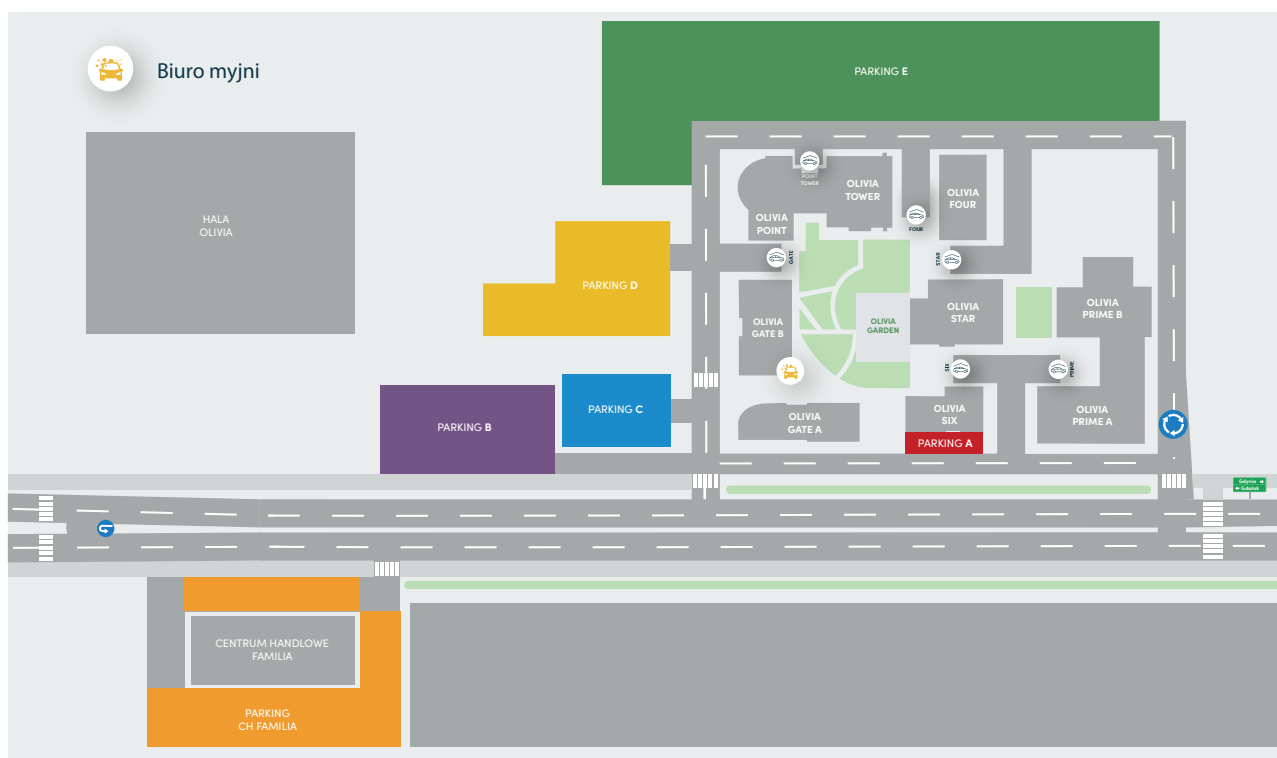 Biuro myjni
PARKING E
HALA
OLIVIA
POINT
TOWER
OLIVIA
TOWER
OLIVIA
FOUR
OLIVIA
POINT
FOUR
GATE
STAR
PARKING D
OLIVIA
GATE B
OLIVIA
GARDEN
OLIVIA
STAR
OLIVIA
PRIME B
SIX
PRIME
PARKING C
PARKING B
OLIVIA
GATE A
OLIVIA
SIX
OLIVIA
PRIME A
PARKING A
Gdynia
Gdańsk
CENTRUM HANDLOWE
FAMILIA
PARKING
CH FAMILIA